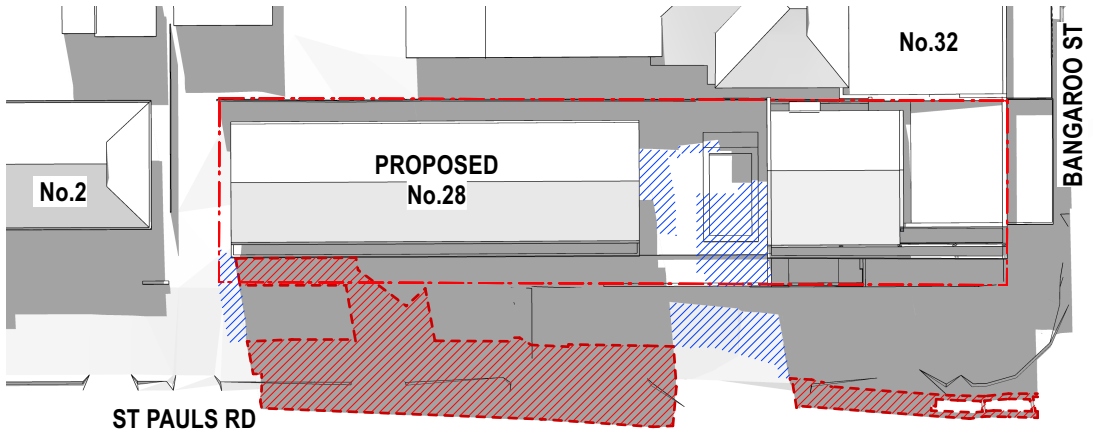 No.32
BANGAROO ST
PROPOSED
No.28
No.2
ST PAULS RD